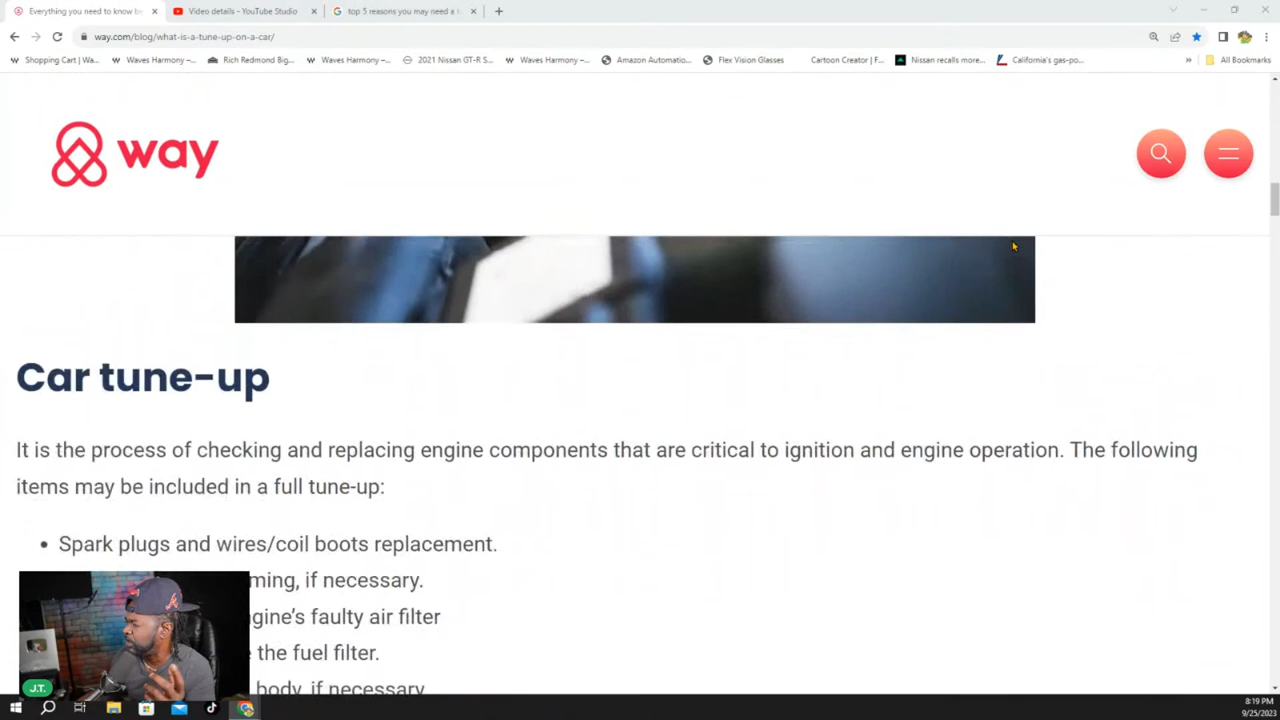 Everything you need to know be
Video details - YouTube Studio
top 5 reasons you may need a
way.com/blog/what-is-a-tune-up-on-a-car/
Shopping Cart | Wa...
Waves Harmony –...
Rich Redmond Big...
Waves Harmony –...
2021 Nissan GT-R S...
Waves Harmony –...
Amazon Automatio...
Flex Vision Glasses
Cartoon Creator | F...
Nissan recalls more...
California's gas-po...
All Bookmarks
way
Car tune-up
It is the process of checking and replacing engine components that are critical to ignition and engine operation. The following
items may be included in a full tune-up:
• Spark plugs and wires/coil boots replacement.
ming, if necessary.
gine's faulty air filter
the fuel filter.
body, if necessary
J.T.
8:19 PM
9/25/2023